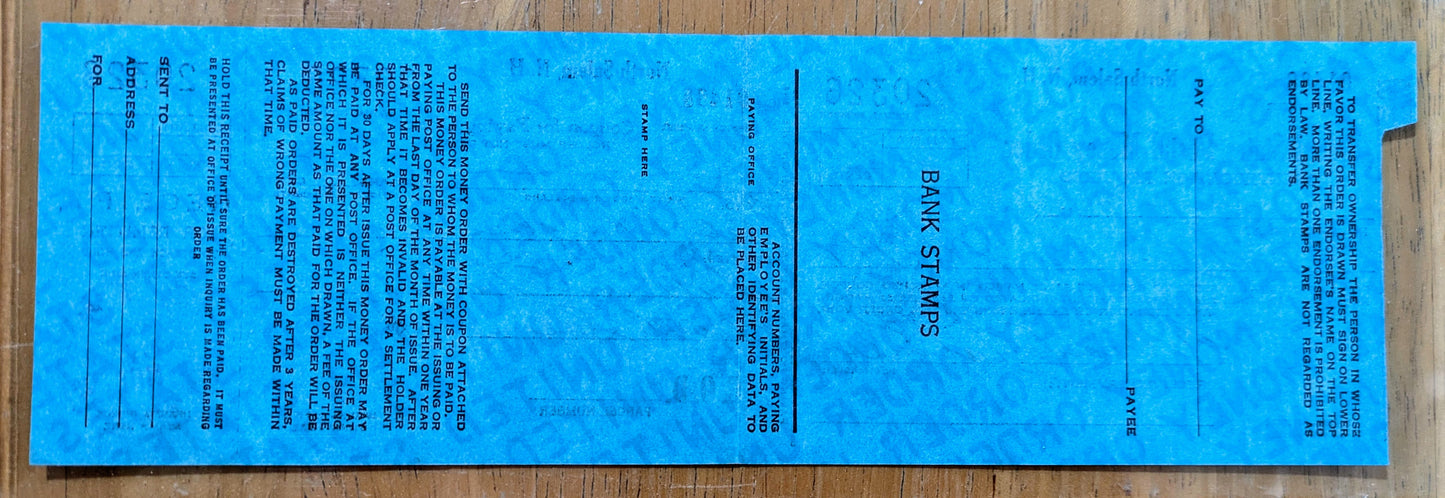 TO TRANSFER OWNERSHIP THE PERSON IN WHOSE
FAVOR THIS ORDER IS DRAWN MUST SIGN ON LOWER
LINE, WRITING THE ENDORSEE'S NAME ON THE TOP
LINE. MORE THAN ONE ENDORSEMENT IS PROHIBITED
BY LAW. BANK STAMPS ARE NOT REGARDED AS
ENDORSEMENTS.
PAY TO
PAYEE
BANK STAMPS
ACCOUNT NUMBERS, PAYING
EMPLOYEE'S INITIALS, AND
OTHER IDENTIFYING DATA TO
BE PLACED HERE.
PAYING OFFICE
STAMP HERE
SEND THIS MONEY ORDER WITH COUPON ATTACHED
TO THE PERSON TO WHOM THE MONEY IS TO BE PAID.
THIS MONEY ORDER IS PAYABLE AT THE ISSUING OR
PAYING POST OFFICE AT ANY TIME WITHIN ONE YEAR
FROM THE LAST DAY OF THE MONTH OF ISSUE. AFTER
THAT TIME IT BECOMES INVALID AND THE HOLDER
SHOULD APPLY AT A POST OFFICE FOR A SETTLEMENT
CHECK.
FOR 30 DAYS AFTER ISSUE THIS MONEY ORDER MAY
BE PAID AT ANY POST OFFICE. IF THE OFFICE AT
WHICH IT IS PRESENTED IS NEITHER THE ISSUING
OFFICE NOR THE ONE ON WHICH DRAWN, A FEE OF THE
SAME AMOUNT AS THAT PAID FOR THE ORDER WILL BE
DEDUCTED.
AS PAID ORDERS ARE DESTROYED AFTER 3 YEARS,
CLAIMS OF WRONG PAYMENT MUST BE MADE WITHIN
THAT TIME.
HOLD THIS RECEIPT UNTIL SURE THE ORDER HAS BEEN PAID. IT MUST
BE PRESENTED AT OFFICE OF ISSUE WHEN INQUIRY IS MADE REGARDING
ORDER
SENT TO
ADDRESS
FOR